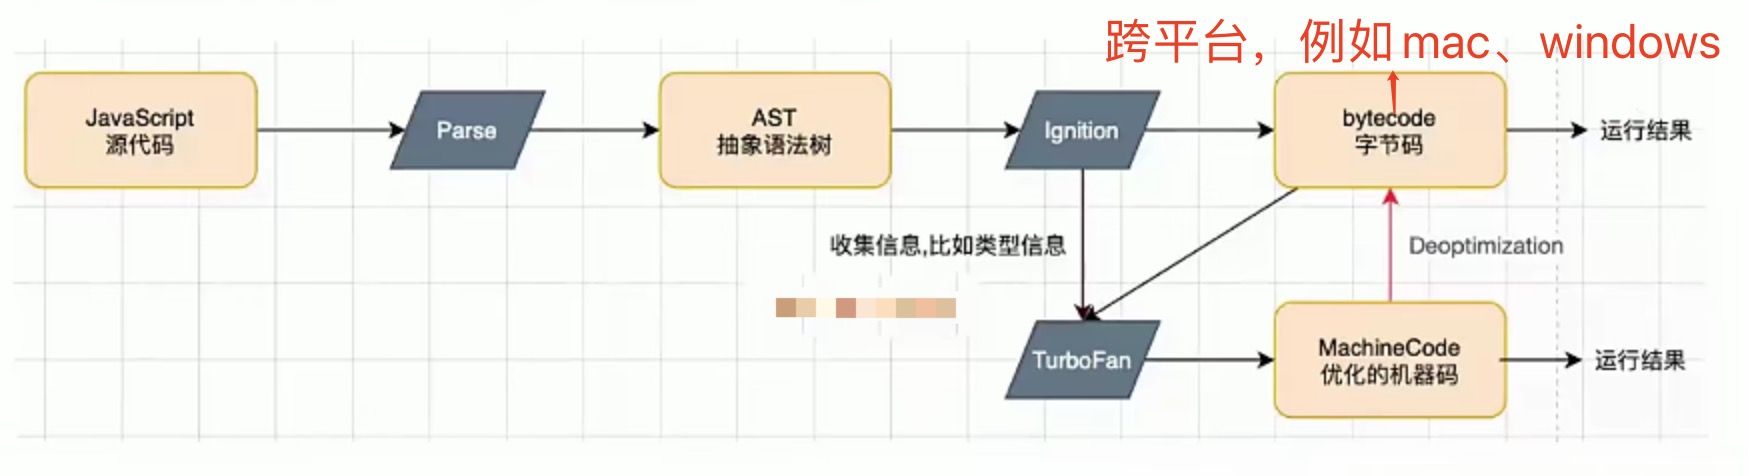 跨平台，例如mac、windows
JavaScript
源代码
Parse
AST
抽象语法树
Ignition
bytecode
字节码
运行结果
收集信息,比如类型信息
Deoptimization
TurboFan
MachineCode
优化的机器码
运行结果